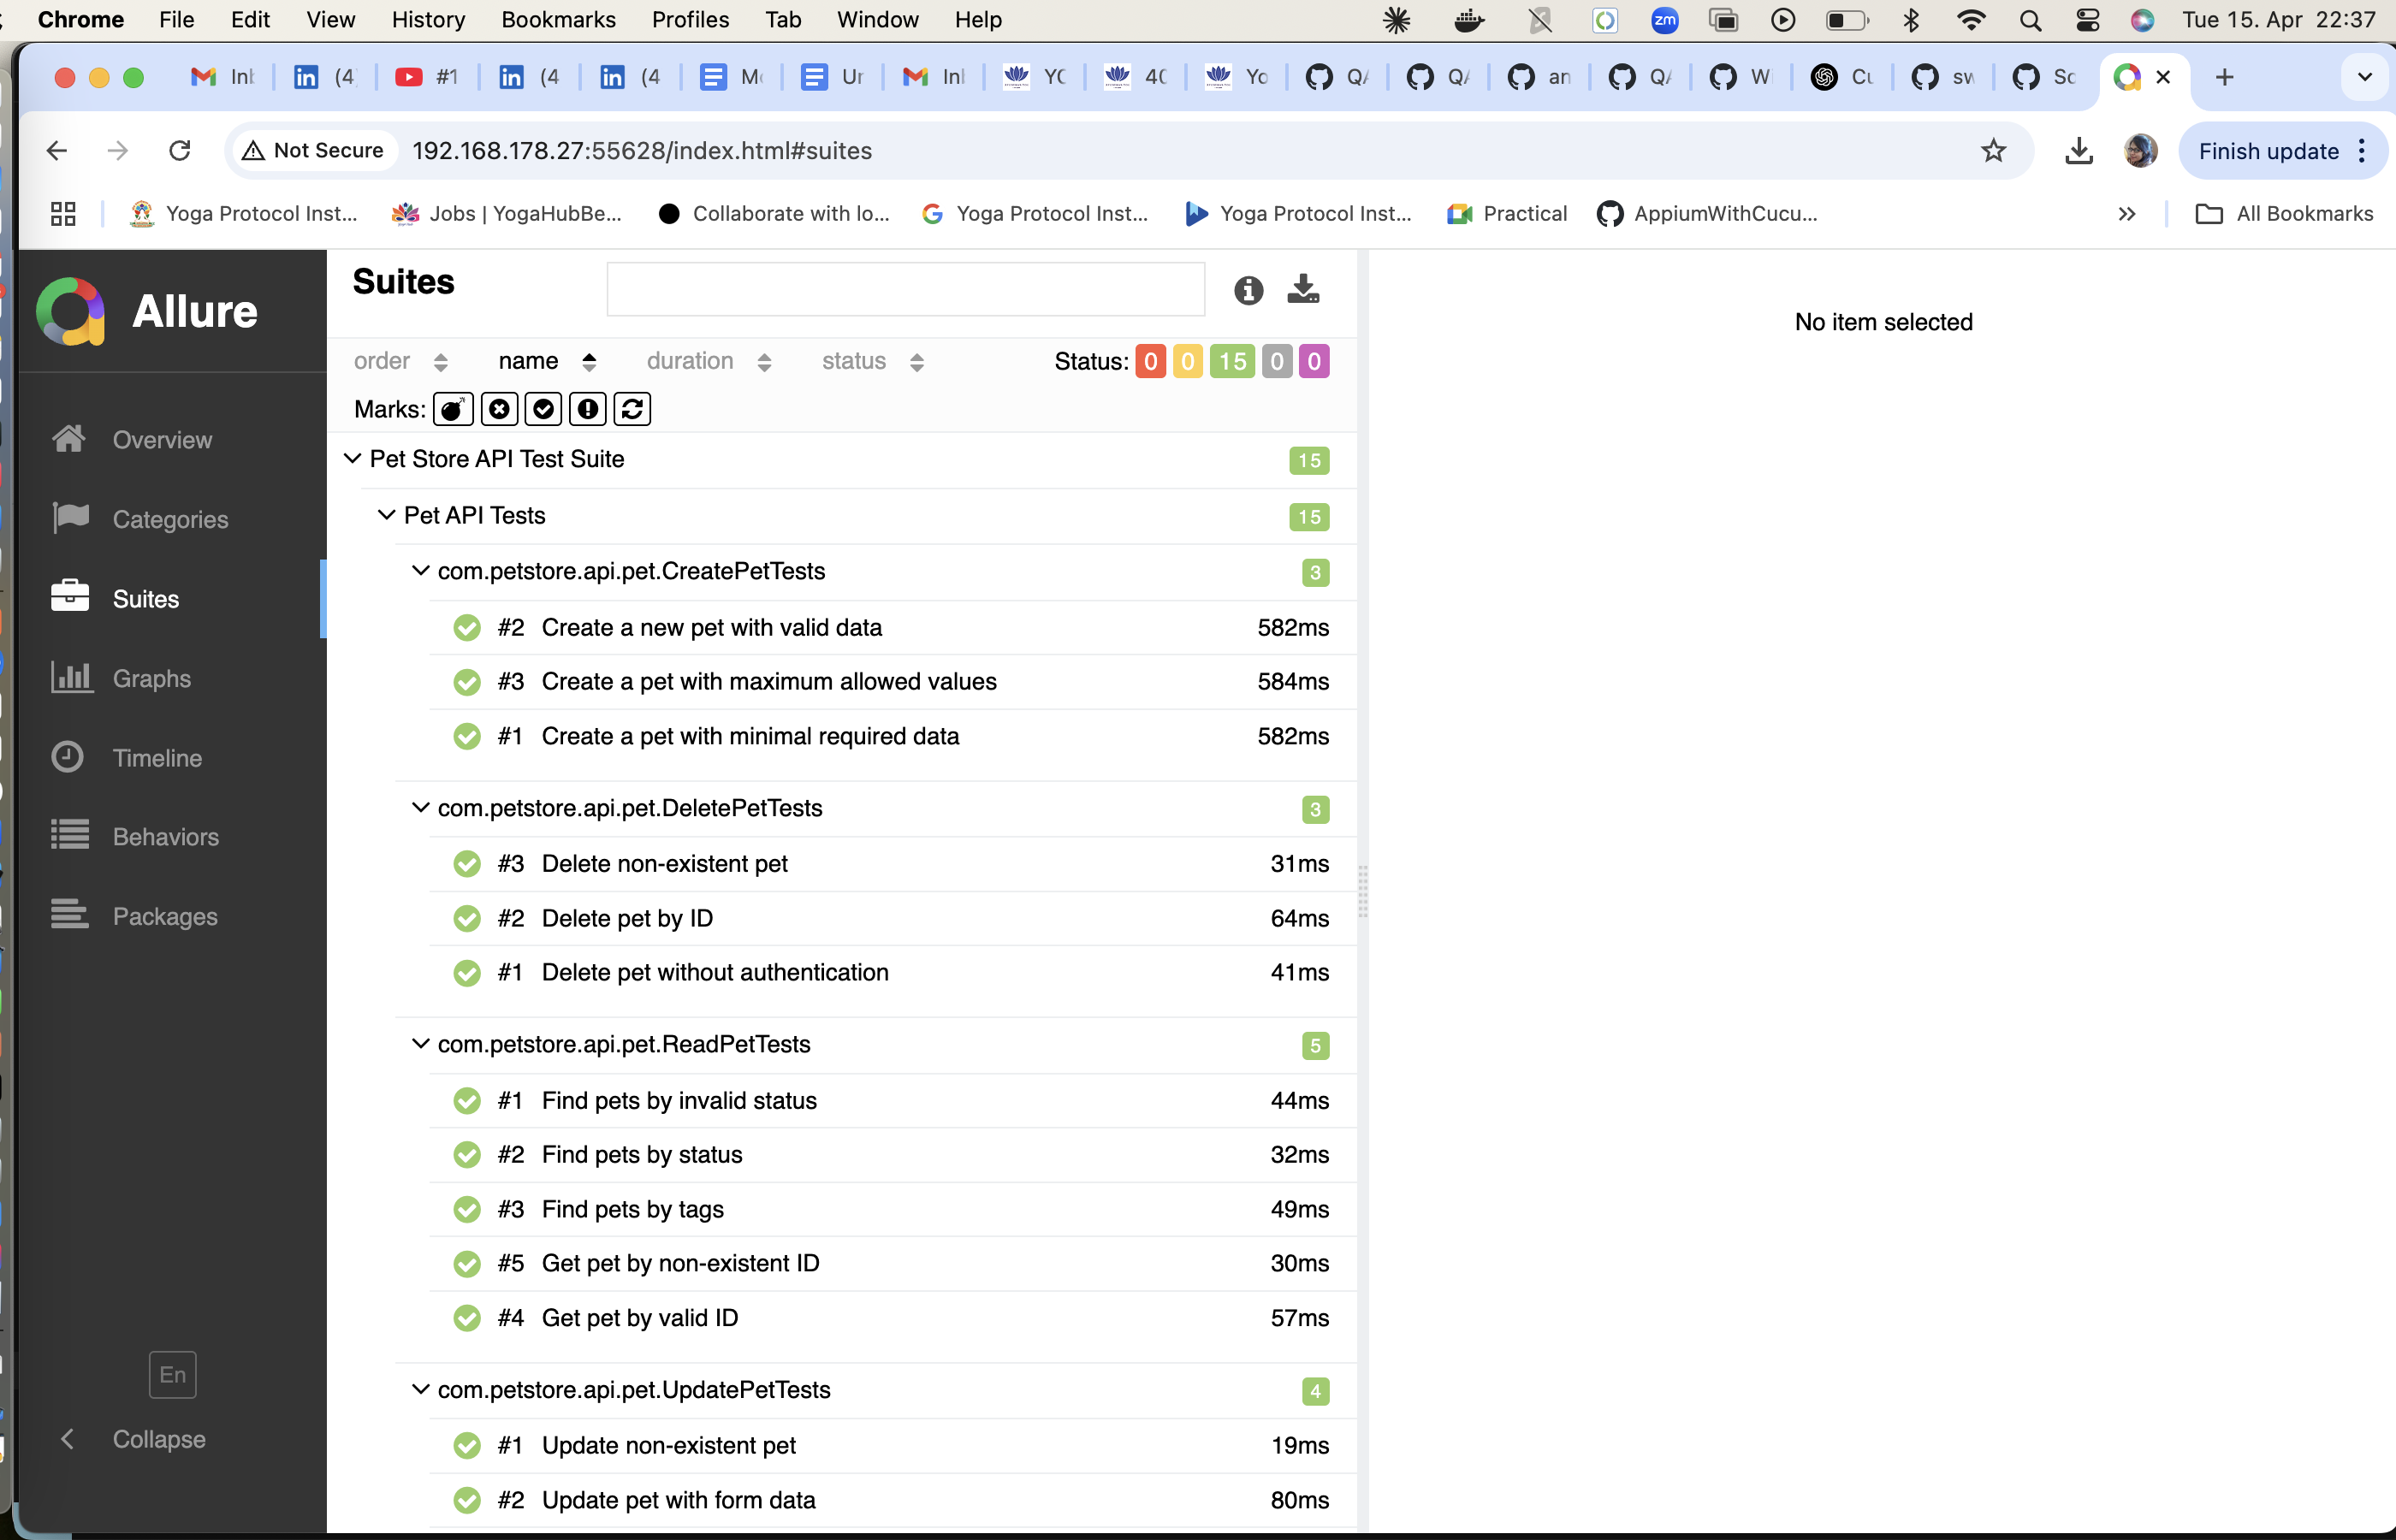 Chrome File Edit View History Bookmarks Profiles Tab Window Help zm Tue 15. Apr 22:37
Inb (4 #1 (4 (4 Mo Ur Inl YO 40 Yo QA QA an QA W Cu sw Sc
Not Secure 192.168.178.27:55628/index.html#suites Finish update
Yoga Protocol Inst... Jobs | YogaHubBe... Collaborate with lo... Yoga Protocol Inst... Yoga Protocol Inst... Practical AppiumWithCucu... All Bookmarks
Allure
Overview
Categories
Suites
Graphs
Timeline
Behaviors
Packages
En
Collapse
Suites
order name duration status Status: 0 0 15 0 0
Marks:
Pet Store API Test Suite 15
Pet API Tests 15
com.petstore.api.pet.CreatePetTests 3
#2 Create a new pet with valid data 582ms
#3 Create a pet with maximum allowed values 584ms
#1 Create a pet with minimal required data 582ms
com.petstore.api.pet.DeletePetTests 3
#3 Delete non-existent pet 31ms
#2 Delete pet by ID 64ms
#1 Delete pet without authentication 41ms
com.petstore.api.pet.ReadPetTests 5
#1 Find pets by invalid status 44ms
#2 Find pets by status 32ms
#3 Find pets by tags 49ms
#5 Get pet by non-existent ID 30ms
#4 Get pet by valid ID 57ms
com.petstore.api.pet.UpdatePetTests 4
#1 Update non-existent pet 19ms
#2 Update pet with form data 80ms
No item selected